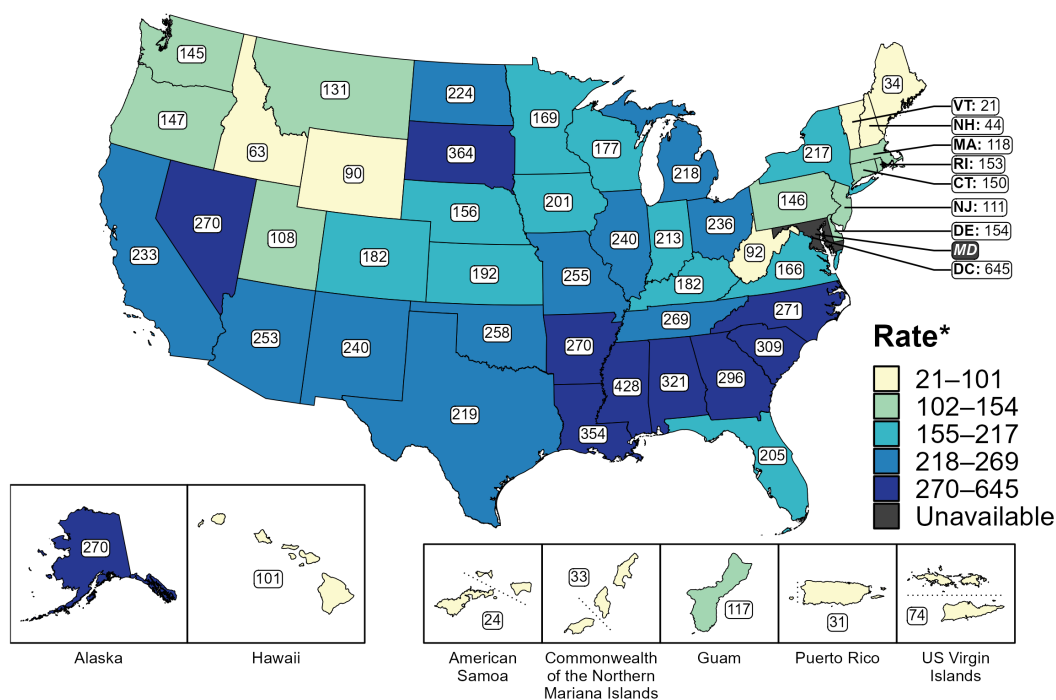 145
131
224
169
34
VT: 21
NH: 44
MA: 118
RI: 153
CT: 150
NJ: 111
DE: 154
MD
DC: 645
147
63
90
364
177
218
217
270
108
156
201
146
233
182
192
240
213
236
92
166
255
182
253
240
258
269
271
270
309
219
428
321
296
354
205
Rate*
21–101
102–154
155–217
218–269
270–645
Unavailable
270
101
24
33
117
31
74
Alaska
Hawaii
American
Samoa
Commonwealth
of the Northern
Mariana Islands
Guam
Puerto Rico
US Virgin
Islands